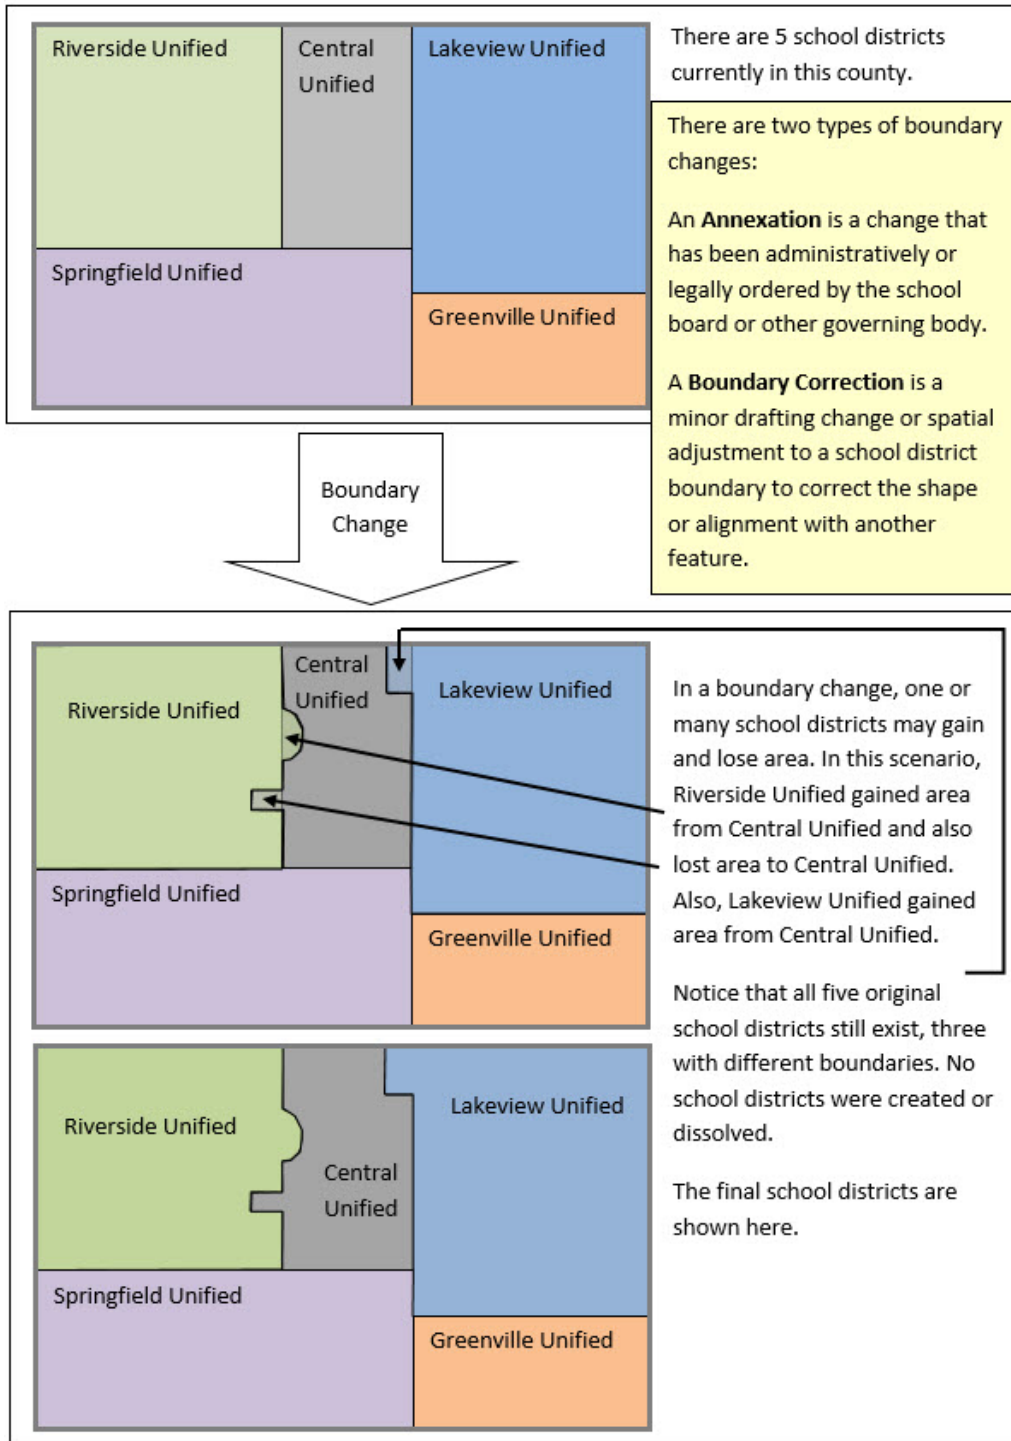 Riverside Unified
Central
Unified
Lakeview Unified
Springfield Unified
Greenville Unified
There are 5 school districts
currently in this county.
There are two types of boundary
changes:
An Annexation is a change that
has been administratively or
legally ordered by the school
board or other governing body.
A Boundary Correction is a
minor drafting change or spatial
adjustment to a school district
boundary to correct the shape
or alignment with another
feature.
Boundary
Change
Riverside Unified
Central
Unified
Lakeview Unified
Springfield Unified
Greenville Unified
In a boundary change, one or
many school districts may gain
and lose area. In this scenario,
Riverside Unified gained area
from Central Unified and also
lost area to Central Unified.
Also, Lakeview Unified gained
area from Central Unified.
Notice that all five original
school districts still exist, three
with different boundaries. No
school districts were created or
dissolved.
The final school districts are
shown here.
Riverside Unified
Central
Unified
Lakeview Unified
Springfield Unified
Greenville Unified